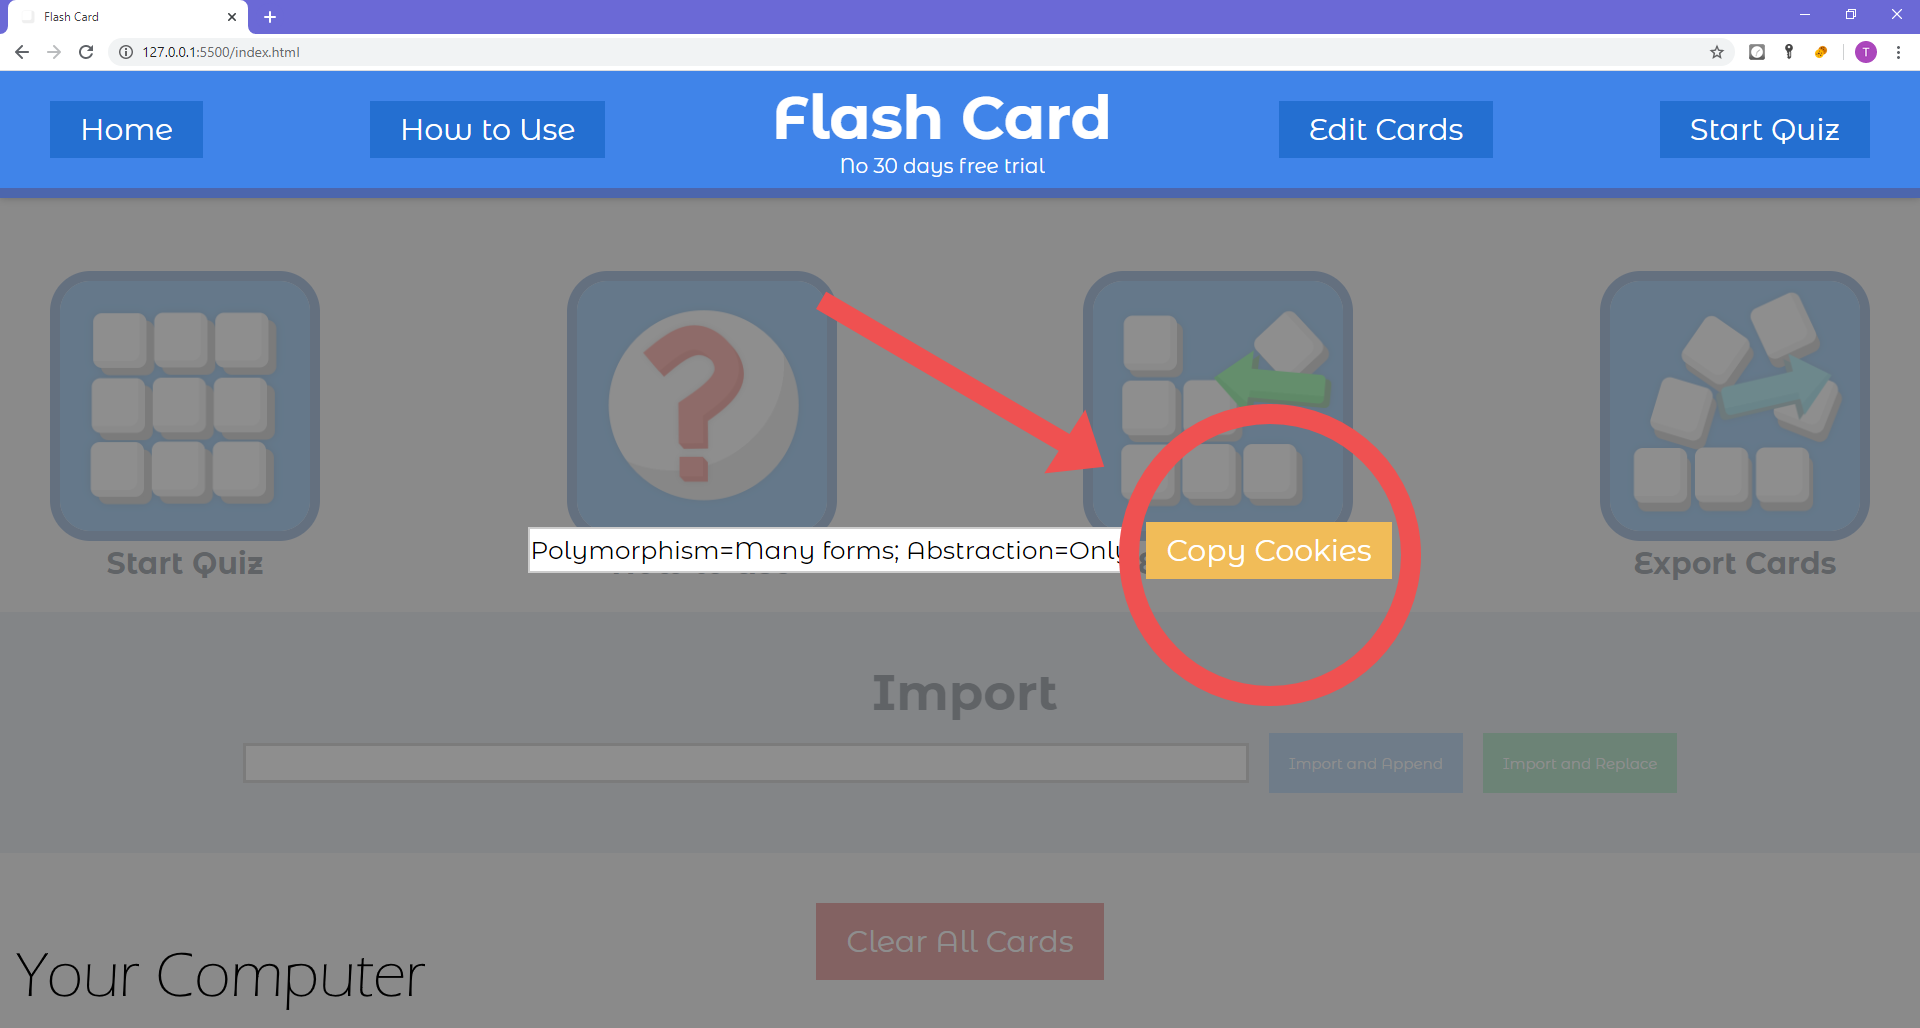 Flash Card
127.0.0.1:5500/index.html
T
Home
How to Use
Flash Card
No 30 days free trial
Edit Cards
Start Quiz
Start Quiz
Export Cards
Polymorphism=Many forms; Abstraction=Only
Copy Cookies
Import
Import and Append
Import and Replace
Clear All Cards
Your Computer